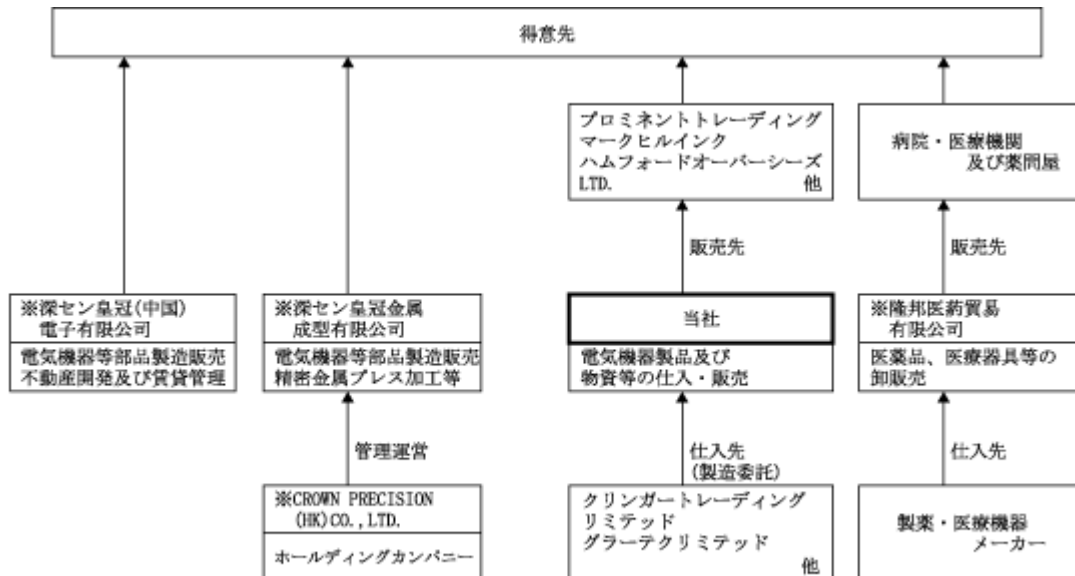 得意先
プロミネントトレーディング
マークヒルインク
ハムフォードオーバーシーズ
LTD. 他
病院・医療機関
及び薬問屋
販売先
販売先
※深セン皇冠(中国)
電子有限公司
電気機器等部品製造販売
不動産開発及び賃貸管理
※深セン皇冠金属
成型有限公司
電気機器等部品製造販売
精密金属プレス加工等
当社
電気機器製品及び
物資等の仕入・販売
※隆邦医药貿易
有限公司
医薬品、医療器具等の
卸販売
管理運営
仕入先
(製造委託)
仕入先
※CROWN PRECISION
(HK)CO.,LTD.
ホールディングカンパニー
クリンガートレーディング
リミテッド
グラーテクリミテッド
他
製薬・医療機器
メーカー